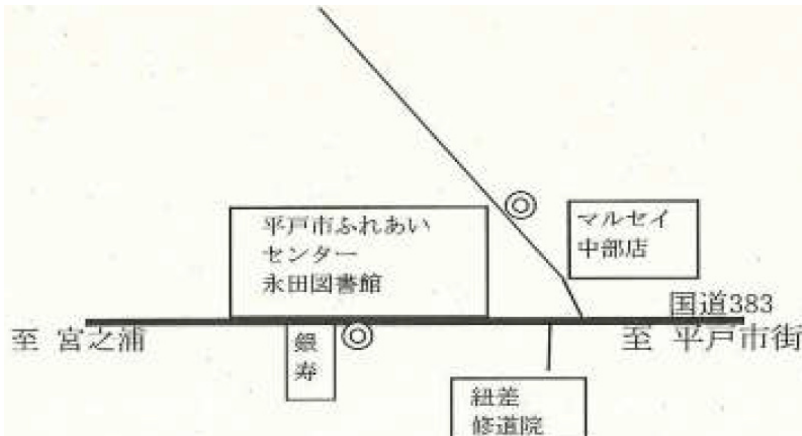 平戸市ふれあい
センター
永田図書館
マルセイ
中部店
国道383
至 宮之浦
至 平戸市街
銀
寿
紐差
修道院